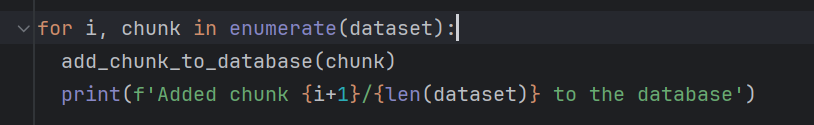 for i, chunk in enumerate(dataset):
  add_chunk_to_database(chunk)
  print(f'Added chunk {i+1}/{len(dataset)} to the database')